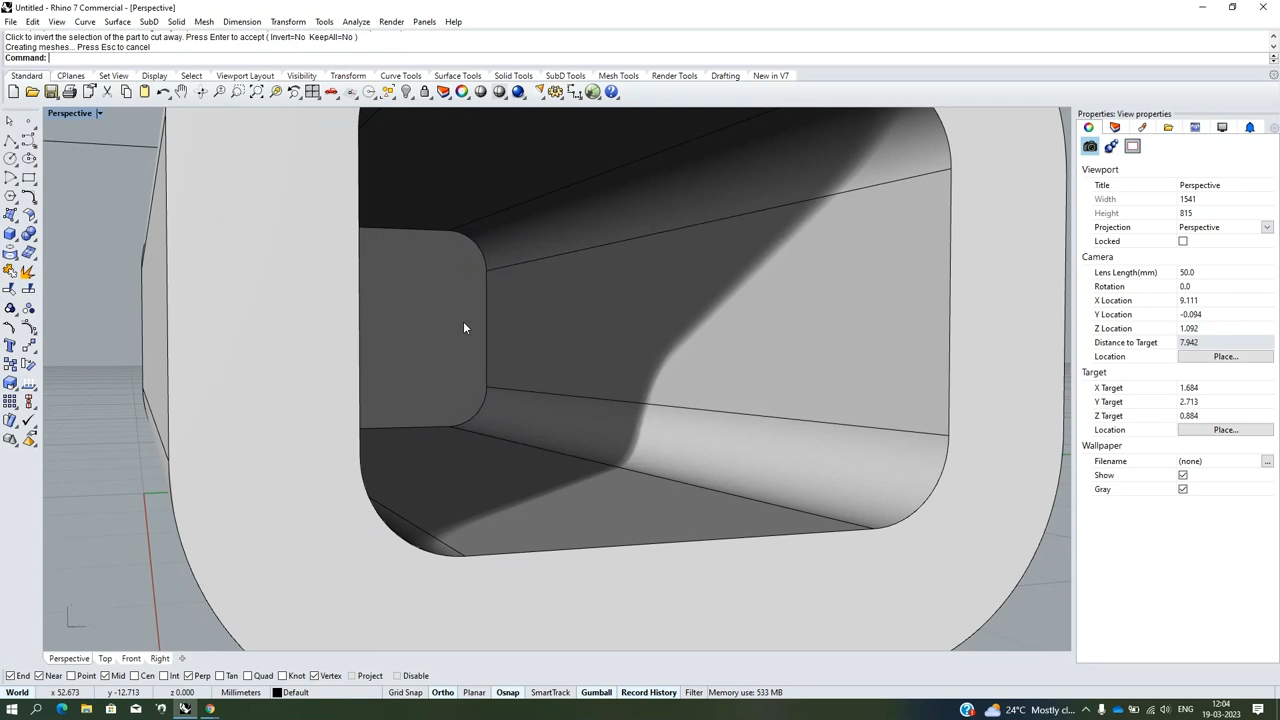 Untitled - Rhino 7 Commercial - [Perspective]
File Edit View Curve Surface SubD Solid Mesh Dimension Transform Tools Analyze Render Panels Help
Click to invert the selection of the part to cut away. Press Enter to accept ( Invert=No KeepAll=No )
Creating meshes... Press Esc to cancel
Command:
Standard CPlanes Set View Display Select Viewport Layout Visibility Transform Curve Tools Surface Tools Solid Tools SubD Tools Mesh Tools Render Tools Drafting New in V7
Perspective
Properties: View properties
Viewport
Title Perspective
Width 1541
Height 815
Projection Perspective
Locked
Camera
Lens Length(mm) 50.0
Rotation 0.0
X Location 9.111
Y Location -0.094
Z Location 1.092
Distance to Target 7.942
Location Place...
Target
X Target 1.684
Y Target 2.713
Z Target 0.884
Location Place...
Wallpaper
Filename (none) ...
Show
Gray
Perspective Top Front Right
End Near Point Mid Cen Int Perp Tan Quad Knot Vertex Project Disable
World x 52.673 y -12.713 z 0.000 Millimeters Default Grid Snap Ortho Planar Osnap SmartTrack Gumball Record History Filter Memory use: 533 MB
24°C Mostly cl... ENG 12:04
19-03-2023